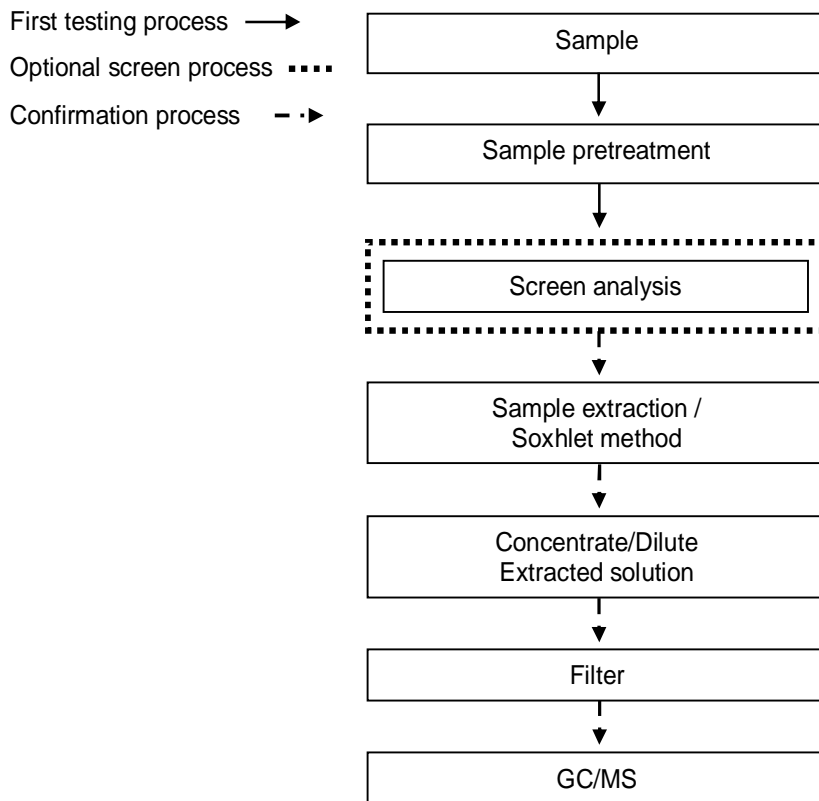 First testing process
Optional screen process
Confirmation process
Sample
Sample pretreatment
Screen analysis
Sample extraction /
Soxhlet method
Concentrate/Dilute
Extracted solution
Filter
GC/MS